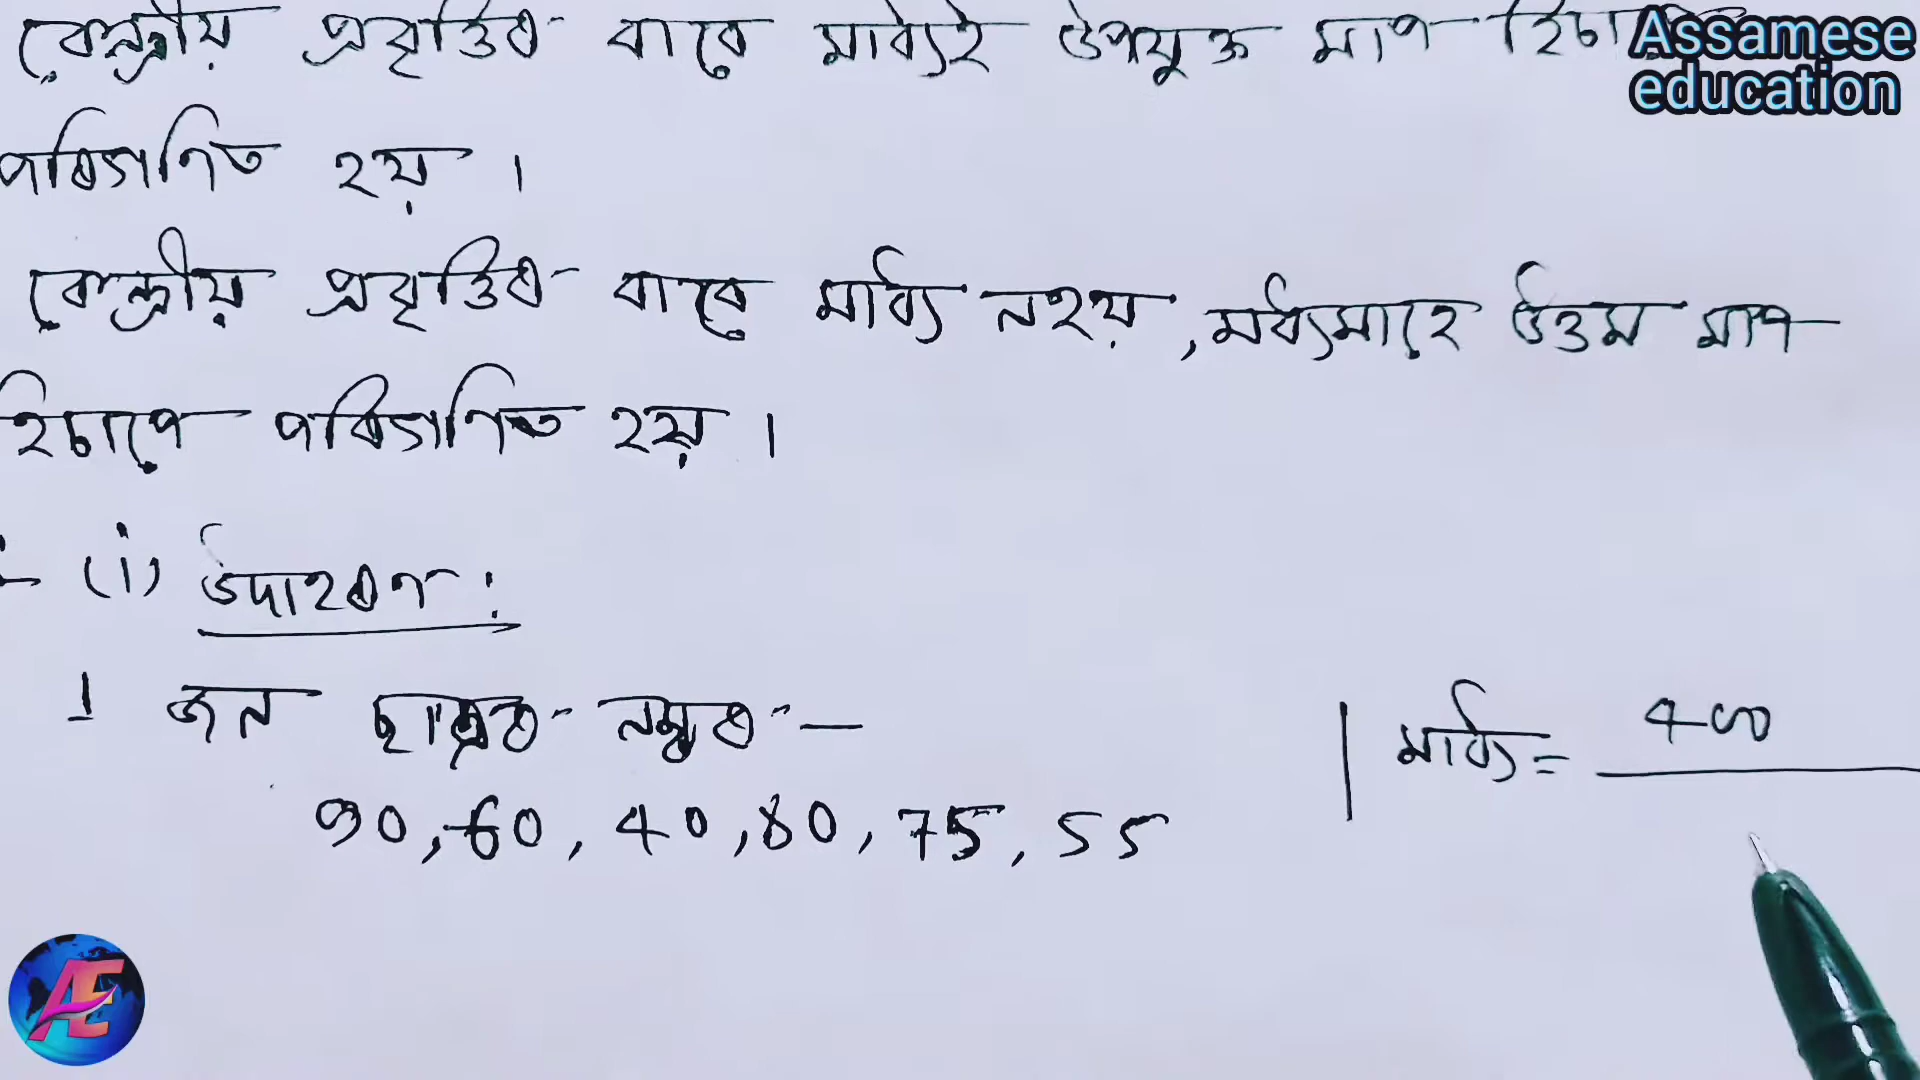 কেন্দ্ৰীয় প্ৰবৃত্তিৰ বাবে মাধ্যই উপযুক্ত মাপ হিচা
Assamese
education
পৰিগণিত হয় ।
কেন্দ্ৰীয় প্ৰবৃত্তিৰ বাবে মাধ্য নহয়, মধ্যমাহে উত্তম মাপ
হিচাপে পৰিগণিত হয় ।
(i) উদাহৰণ :
1 জন ছাত্ৰৰ নম্বৰ —
90, 60, 40, 80, 75, 55
মাধ্য = 400
AE